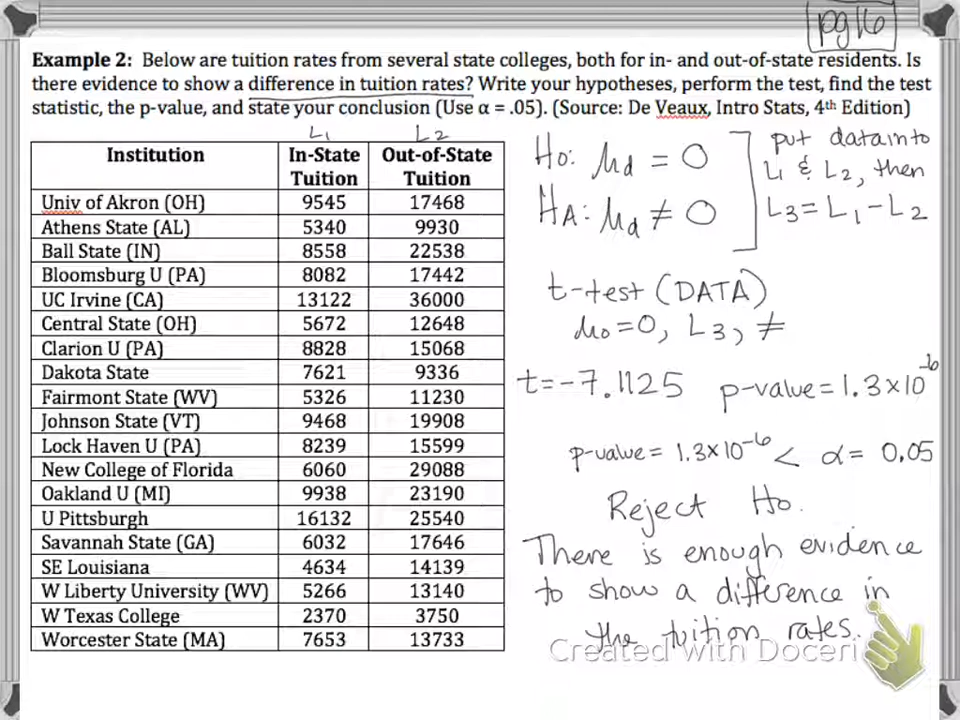 pg 16
Example 2: Below are tuition rates from several state colleges, both for in- and out-of-state residents. Is
there evidence to show a difference in tuition rates? Write your hypotheses, perform the test, find the test
statistic, the p-value, and state your conclusion (Use α = .05). (Source: De Veaux, Intro Stats, 4th Edition)
L1 L2
Institution In-State Tuition Out-of-State Tuition
Univ of Akron (OH) 9545 17468
Athens State (AL) 5340 9930
Ball State (IN) 8558 22538
Bloomsburg U (PA) 8082 17442
UC Irvine (CA) 13122 36000
Central State (OH) 5672 12648
Clarion U (PA) 8828 15068
Dakota State 7621 9336
Fairmont State (WV) 5326 11230
Johnson State (VT) 9468 19908
Lock Haven U (PA) 8239 15599
New College of Florida 6060 29088
Oakland U (MI) 9938 23190
U Pittsburgh 16132 25540
Savannah State (GA) 6032 17646
SE Louisiana 4634 14139
W Liberty University (WV) 5266 13140
W Texas College 2370 3750
Worcester State (MA) 7653 13733
Ho: μd = 0
HA: μd ≠ 0
put data into
L1 & L2, then
L3 = L1 - L2
t-test (DATA)
μo = 0, L3, ≠
t = -7.1125 p-value = 1.3 x 10^-6
p-value = 1.3 x 10^-6 < α = 0.05
Reject Ho.
There is enough evidence
to show a difference in
the tuition rates.
Created with Doceri